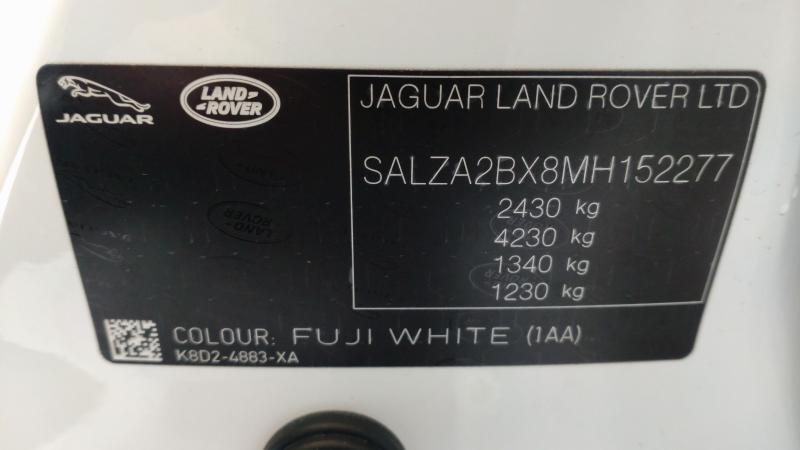 JAGUAR
LAND ROVER
JAGUAR LAND ROVER LTD
SALZA2BX8MH152277
2430 kg
4230 kg
1340 kg
1230 kg
COLOUR: FUJI WHITE (1AA)
K8D2-4883-XA